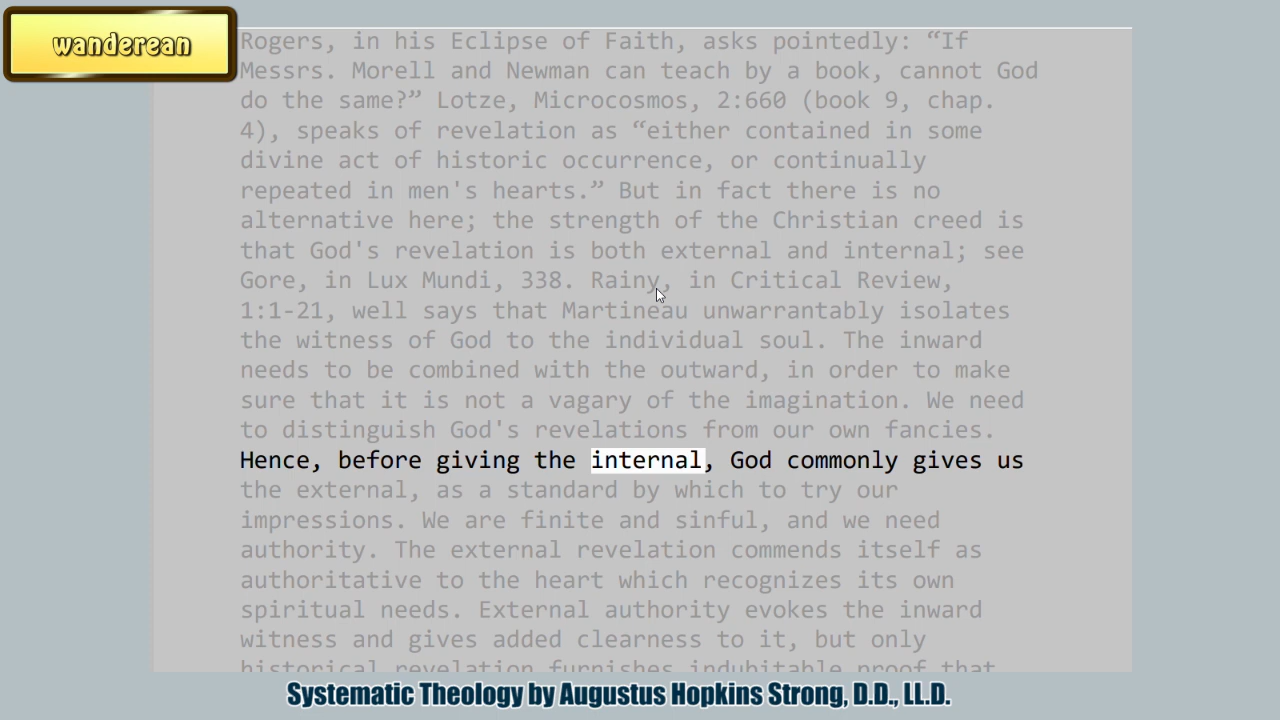 wanderean
Rogers, in his Eclipse of Faith, asks pointedly: “If
Messrs. Morell and Newman can teach by a book, cannot God
do the same?” Lotze, Microcosmos, 2:660 (book 9, chap.
4), speaks of revelation as “either contained in some
divine act of historic occurrence, or continually
repeated in men's hearts.” But in fact there is no
alternative here; the strength of the Christian creed is
that God's revelation is both external and internal; see
Gore, in Lux Mundi, 338. Rainy, in Critical Review,
1:1-21, well says that Martineau unwarrantably isolates
the witness of God to the individual soul. The inward
needs to be combined with the outward, in order to make
sure that it is not a vagary of the imagination. We need
to distinguish God's revelations from our own fancies.
Hence, before giving the internal, God commonly gives us
the external, as a standard by which to try our
impressions. We are finite and sinful, and we need
authority. The external revelation commends itself as
authoritative to the heart which recognizes its own
spiritual needs. External authority evokes the inward
witness and gives added clearness to it, but only
historical revelation furnishes indubitable proof that
Systematic Theology by Augustus Hopkins Strong, D.D., LL.D.